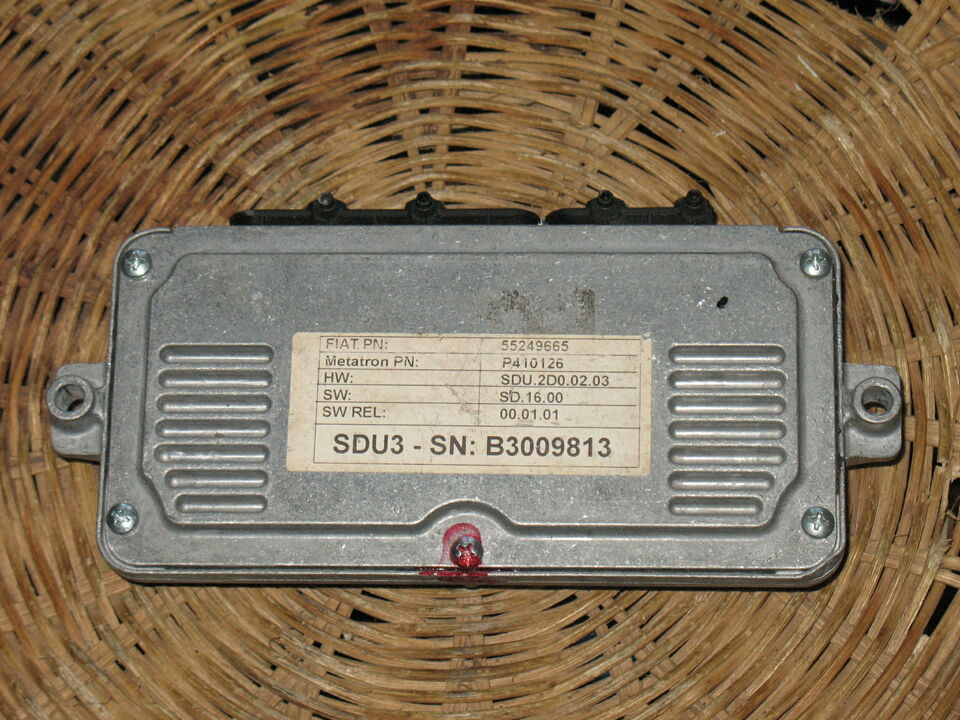 FIAT PN: 55249665
Metatron PN: P410126
HW: SDU.2D0.02.03
SW: SD.16.00
SW REL: 00.01.01
SDU3 - SN: B3009813